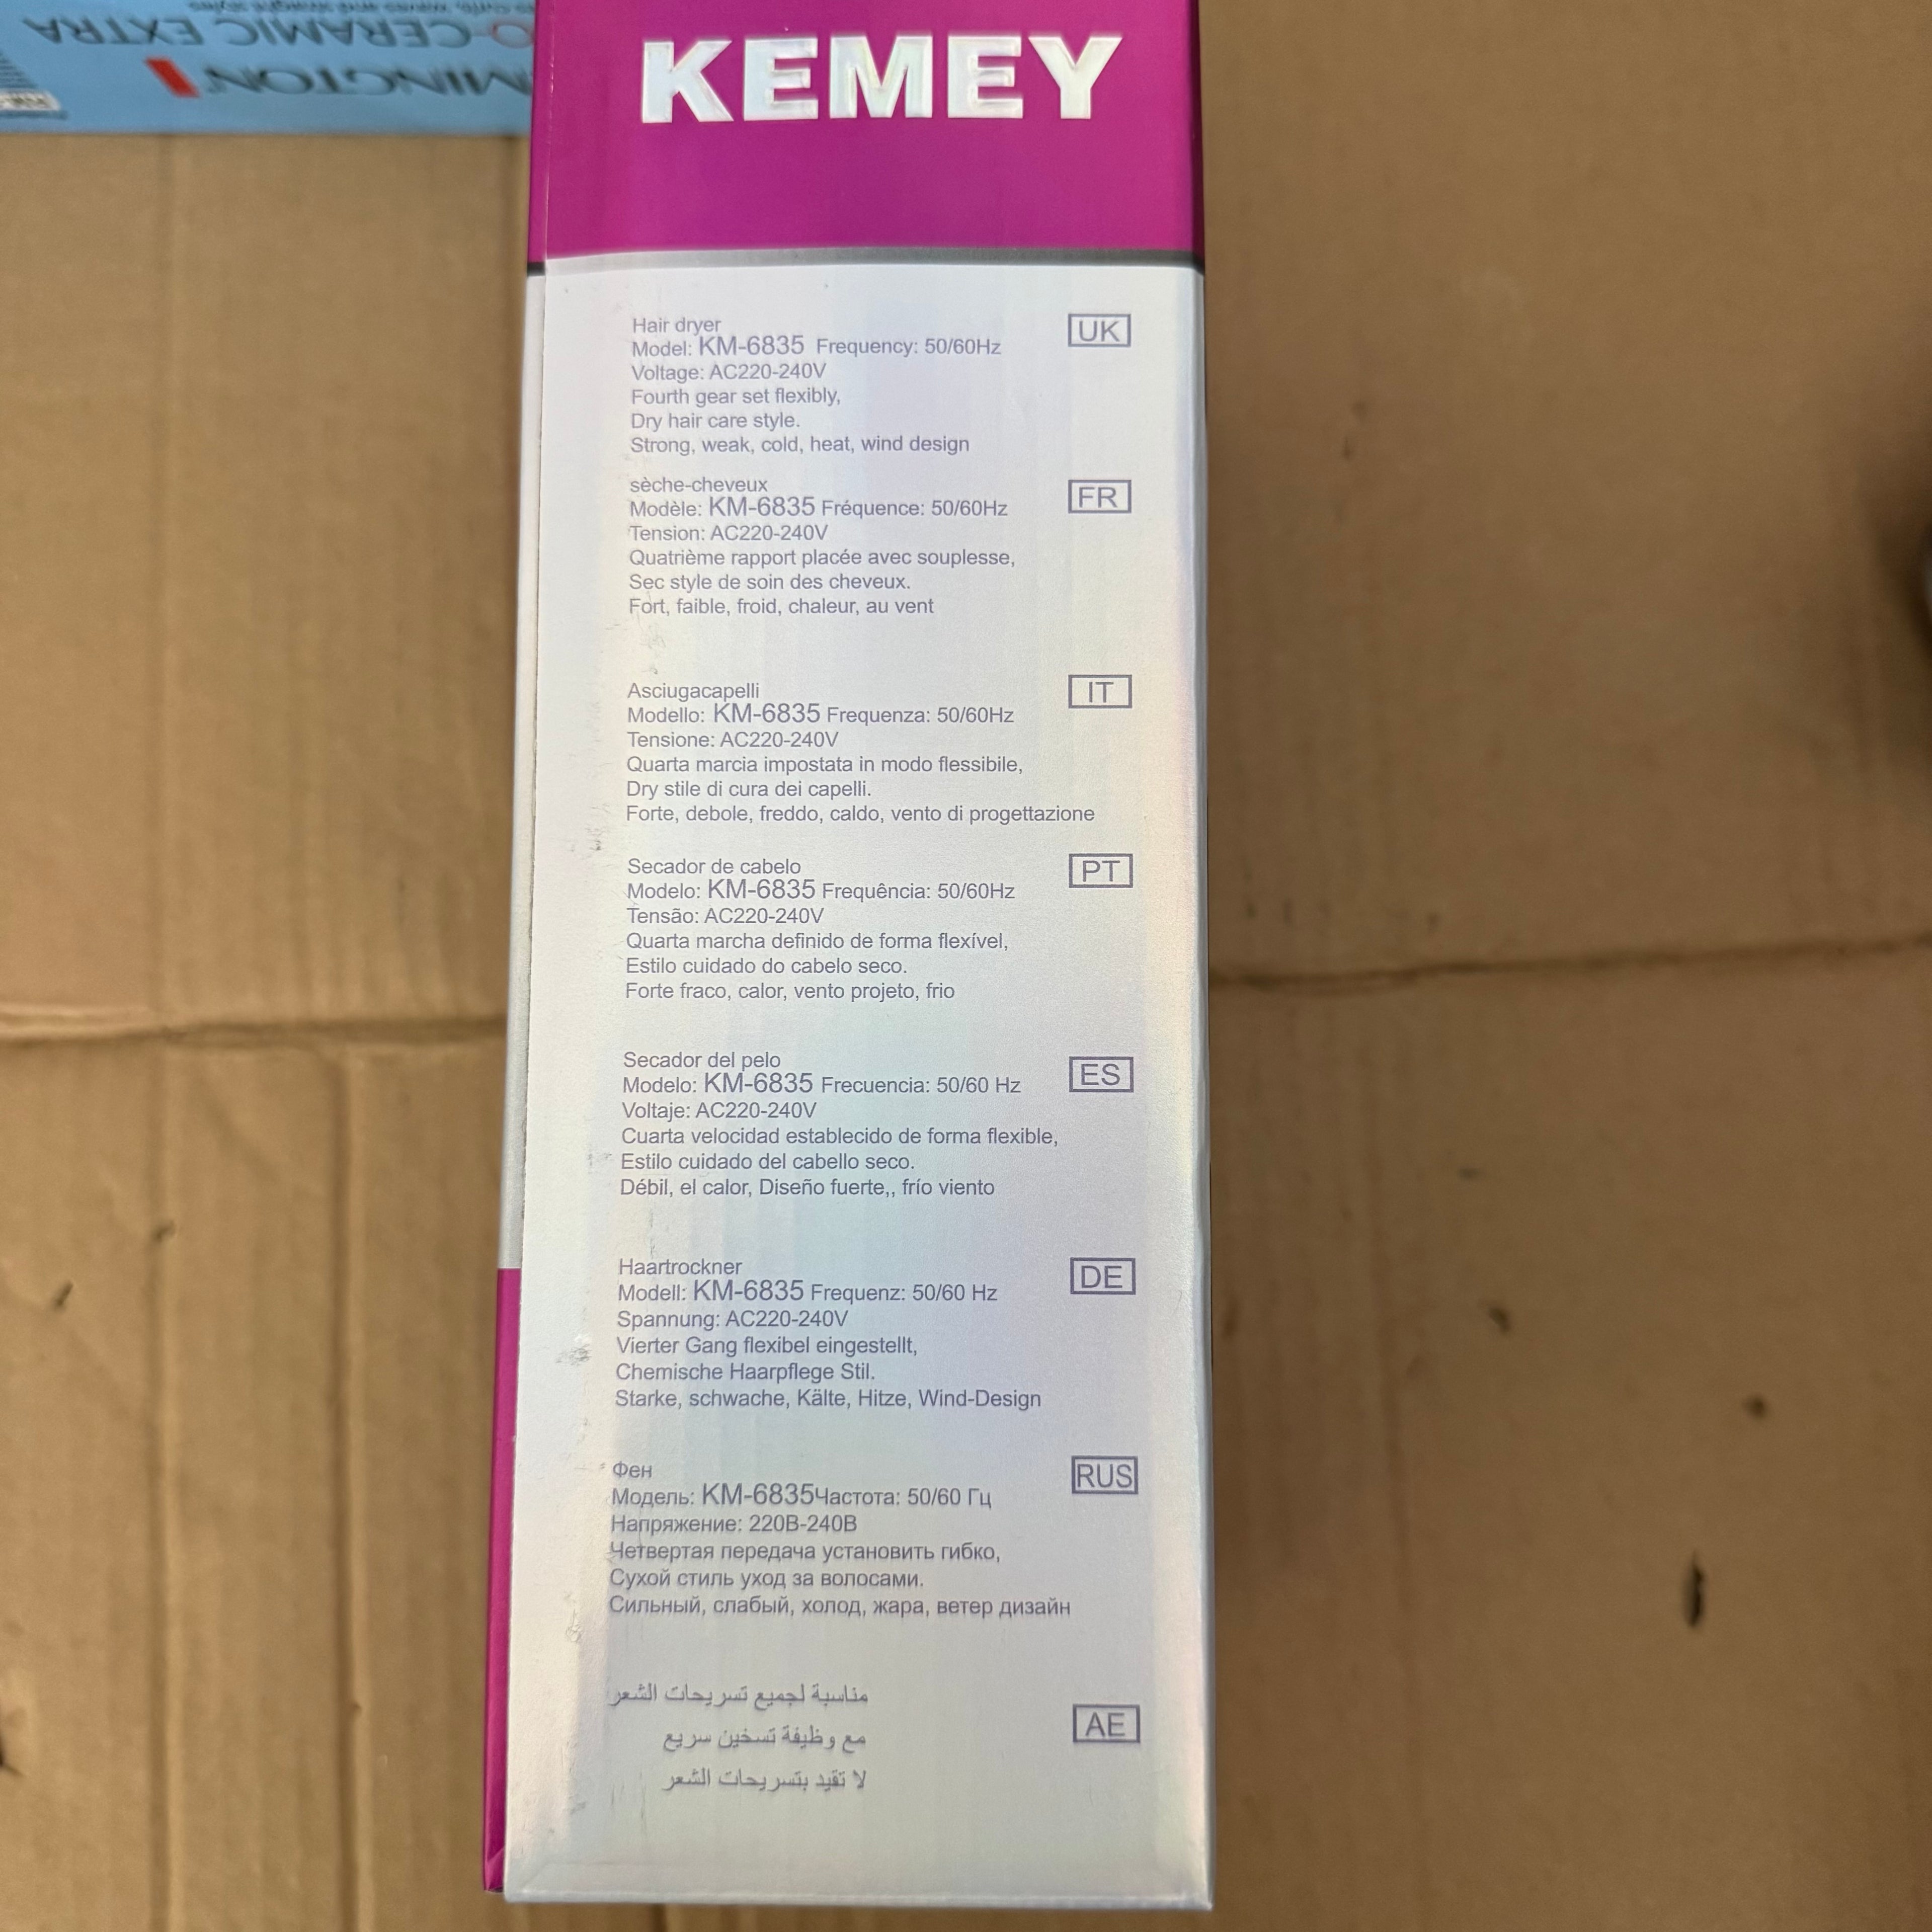 CERAMIC EXTRA
KEMEY
Hair dryer
UK
Model: KM-6835 Frequency: 50/60Hz
Voltage: AC220-240V
Fourth gear set flexibly,
Dry hair care style.
Strong, weak, cold, heat, wind design
sèche-cheveux
FR
Modèle: KM-6835 Fréquence: 50/60Hz
Tension: AC220-240V
Quatrième rapport placée avec souplesse,
Sec style de soin des cheveux.
Fort, faible, froid, chaleur, au vent
Asciugacapelli
IT
Modello: KM-6835 Frequenza: 50/60Hz
Tensione: AC220-240V
Quarta marcia impostata in modo flessibile,
Dry stile di cura dei capelli.
Forte, debole, freddo, caldo, vento di progettazione
Secador de cabelo
PT
Modelo: KM-6835 Frequência: 50/60Hz
Tensão: AC220-240V
Quarta marcha definido de forma flexível,
Estilo cuidado do cabelo seco.
Forte fraco, calor, vento projeto, frio
Secador del pelo
ES
Modelo: KM-6835 Frecuencia: 50/60 Hz
Voltaje: AC220-240V
Cuarta velocidad establecido de forma flexible,
Estilo cuidado del cabello seco.
Débil, el calor, Diseño fuerte,, frío viento
Haartrockner
DE
Modell: KM-6835 Frequenz: 50/60 Hz
Spannung: AC220-240V
Vierter Gang flexibel eingestellt,
Chemische Haarpflege Stil.
Starke, schwache, Kälte, Hitze, Wind-Design
Фен
RUS
Модель: KM-6835Частота: 50/60 Гц
Напряжение: 220В-240В
Четвертая передача установить гибко,
Сухой стиль уход за волосами.
Сильный, слабый, холод, жара, ветер дизайн
مناسبة لجميع تسريحات الشعر
AE
مع وظيفة تسخين سريع
لا تقيد بتسريحات الشعر